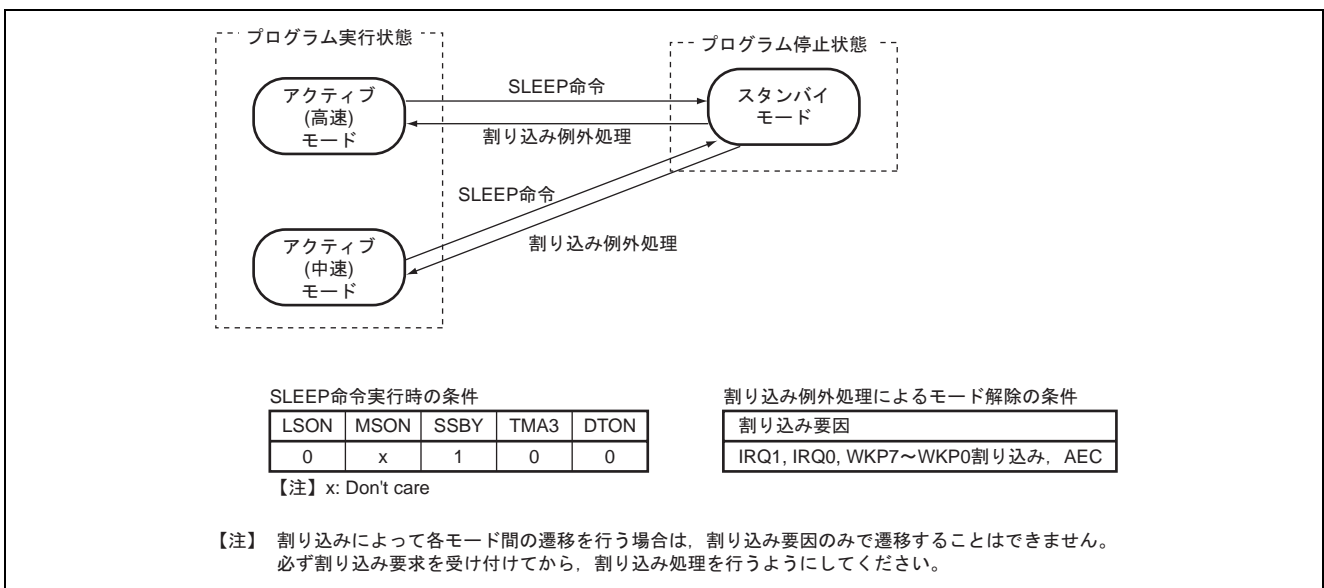 プログラム実行状態
プログラム停止状態
アクティブ
(高速)
モード
SLEEP命令
割り込み例外処理
スタンバイ
モード
SLEEP命令
割り込み例外処理
アクティブ
(中速)
モード
SLEEP命令実行時の条件
LSON MSON SSBY TMA3 DTON
0 x 1 0 0
【注】x: Don't care
割り込み例外処理によるモード解除の条件
割り込み要因
IRQ1, IRQ0, WKP7～WKP0割り込み，AEC
【注】 割り込みによって各モード間の遷移を行う場合は，割り込み要因のみで遷移することはできません。
必ず割り込み要求を受け付けてから，割り込み処理を行うようにしてください。